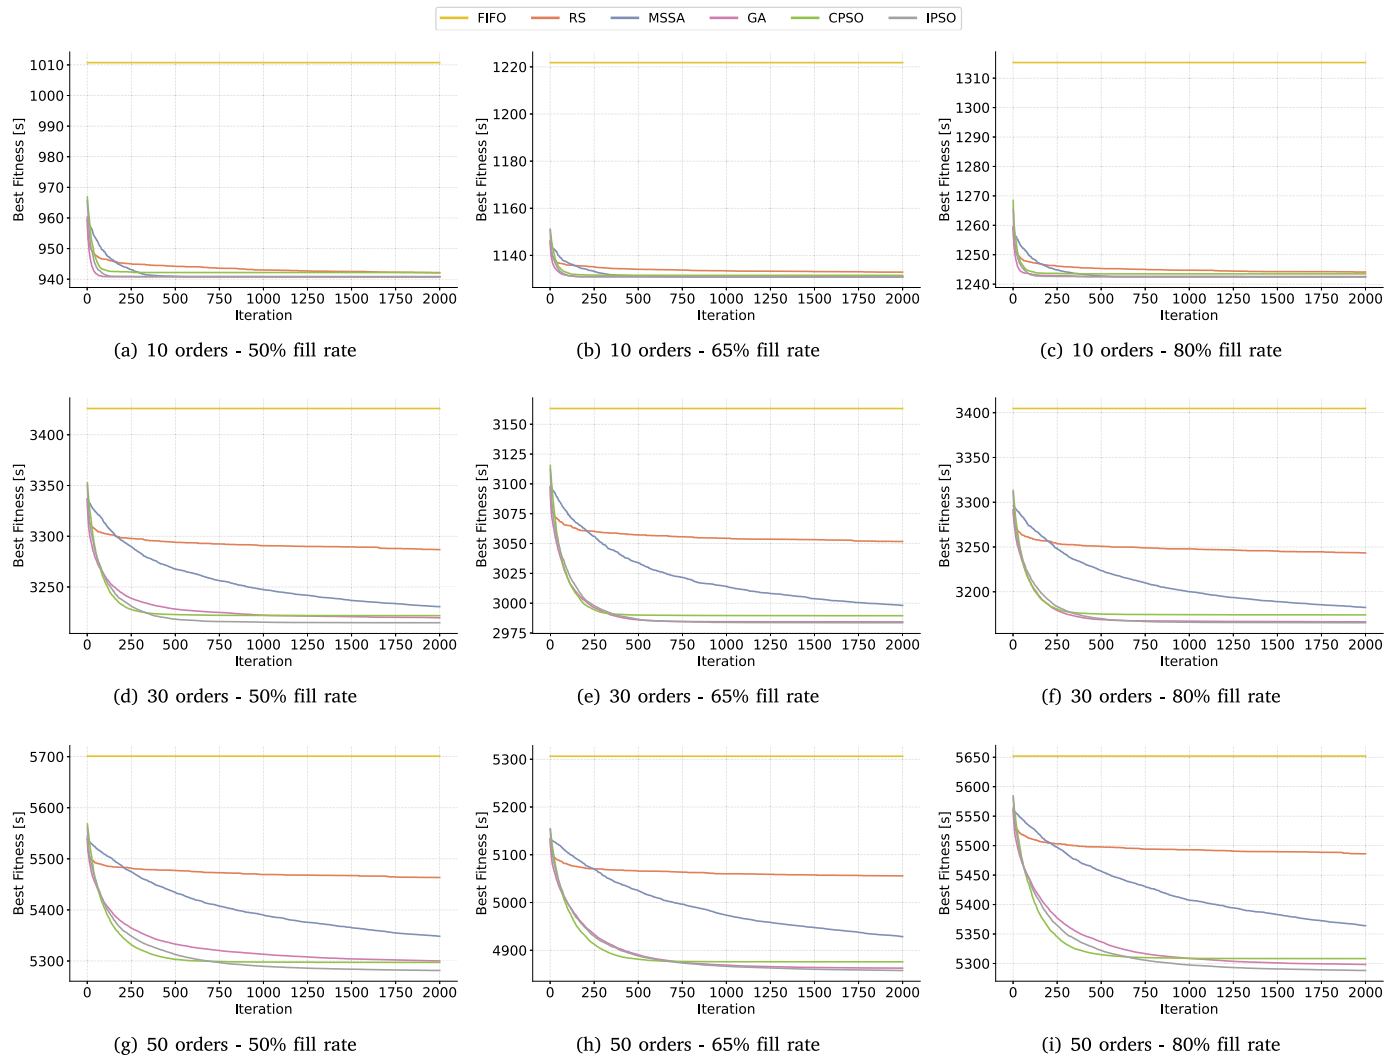 FIFO RS MSSA GA CPSO IPSO
Best Fitness [s]
1010
1000
990
980
970
960
950
940
0 250 500 750 1000 1250 1500 1750 2000
Iteration
(a) 10 orders - 50% fill rate
Best Fitness [s]
1220
1200
1180
1160
1140
0 250 500 750 1000 1250 1500 1750 2000
Iteration
(b) 10 orders - 65% fill rate
Best Fitness [s]
1310
1300
1290
1280
1270
1260
1250
1240
0 250 500 750 1000 1250 1500 1750 2000
Iteration
(c) 10 orders - 80% fill rate
Best Fitness [s]
3400
3350
3300
3250
0 250 500 750 1000 1250 1500 1750 2000
Iteration
(d) 30 orders - 50% fill rate
Best Fitness [s]
3150
3125
3100
3075
3050
3025
3000
2975
0 250 500 750 1000 1250 1500 1750 2000
Iteration
(e) 30 orders - 65% fill rate
Best Fitness [s]
3400
3350
3300
3250
3200
0 250 500 750 1000 1250 1500 1750 2000
Iteration
(f) 30 orders - 80% fill rate
Best Fitness [s]
5700
5600
5500
5400
5300
0 250 500 750 1000 1250 1500 1750 2000
Iteration
(g) 50 orders - 50% fill rate
Best Fitness [s]
5300
5200
5100
5000
4900
0 250 500 750 1000 1250 1500 1750 2000
Iteration
(h) 50 orders - 65% fill rate
Best Fitness [s]
5650
5600
5550
5500
5450
5400
5350
5300
0 250 500 750 1000 1250 1500 1750 2000
Iteration
(i) 50 orders - 80% fill rate